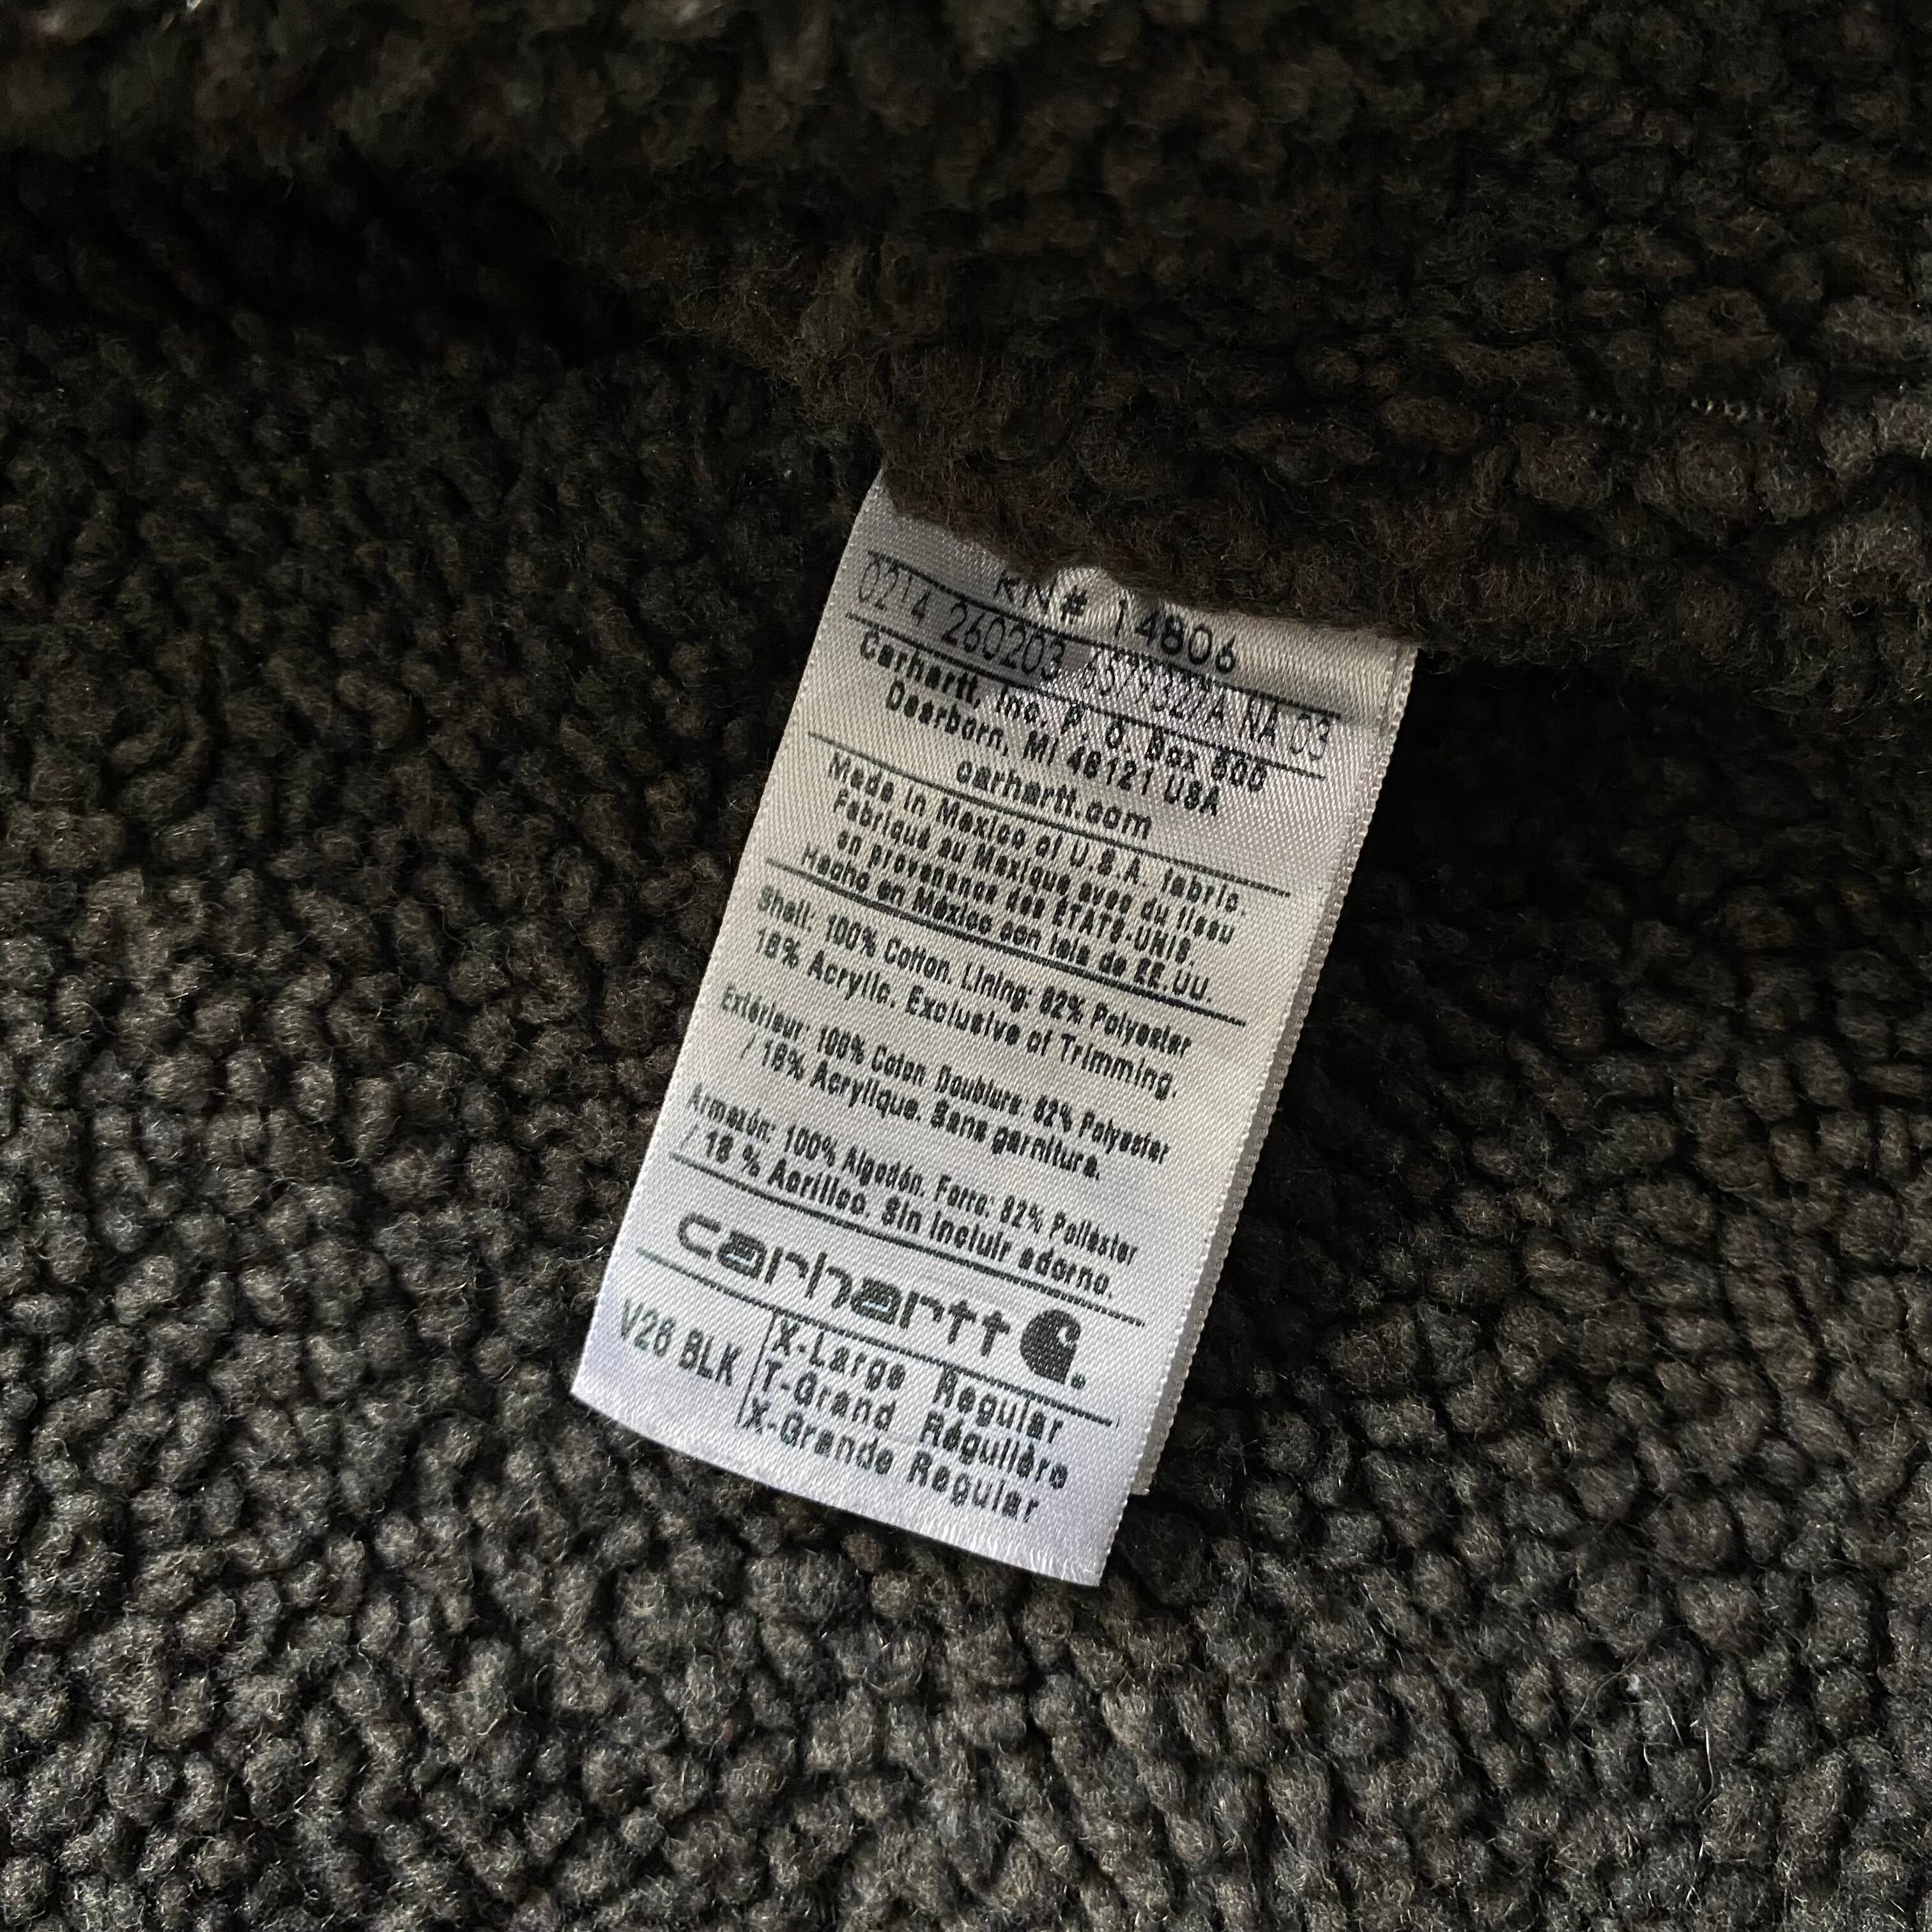 RN# 14806
0214 260203 657932/A NA 03
Carhartt, Inc. P. O. Box 600
Dearborn, MI 48121 USA
carhartt.com
Made in Mexico of U.S.A. fabric.
Fabriqué au Mexique avec du tissu
en provenence des ÉTATS-UNIS.
Hecho en México con tela de EE.UU.
Shell: 100% Cotton. Lining: 82% Polyester
18% Acrylic. Exclusive of Trimming.
Extérieur: 100% Coton Doublure: 82% Polyester
/ 18% Acryllque. Sans garniture.
Armazón: 100% Algodón. Forro: 82% Poliéster
/ 18 % Acrílico. Sin incluir adorno.
carhartt
V26 BLK
X-Large Regular
T-Grand Régulière
X-Grande Regular